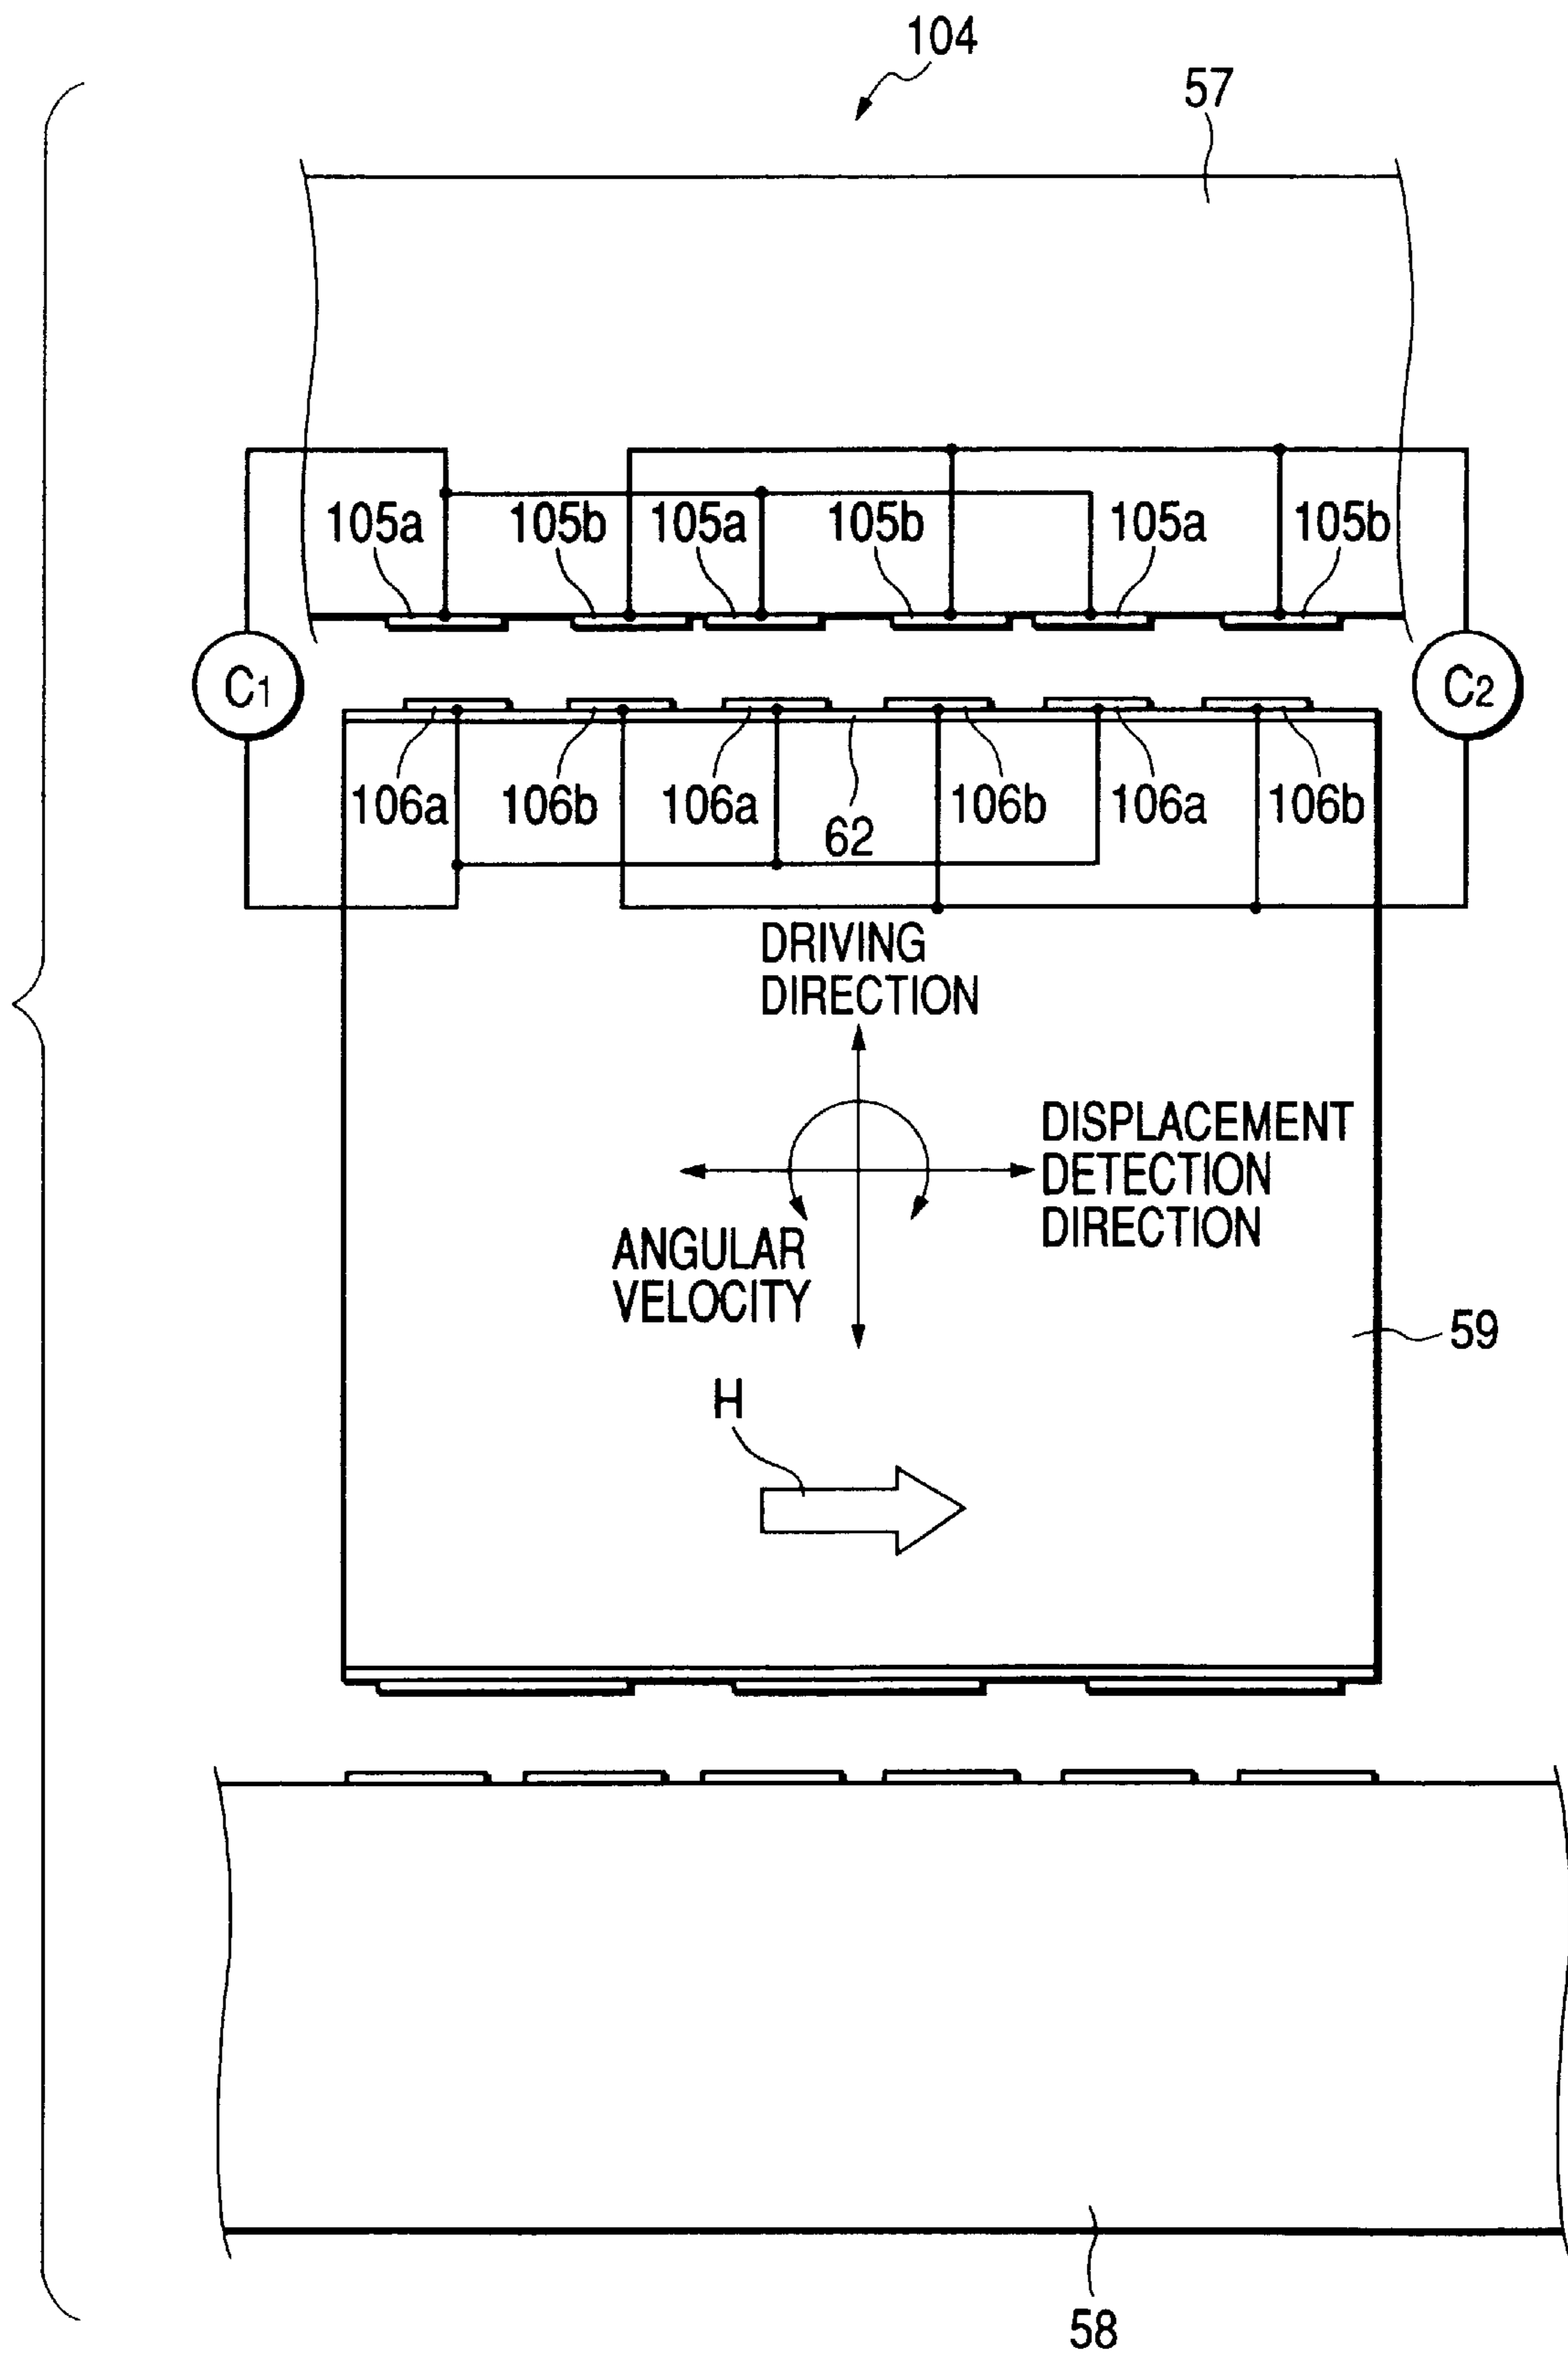 104
57
105a 105b 105a 105b 105a 105b
C1 C2
106a 106b 106a 62 106b 106a 106b
DRIVING
DIRECTION
DISPLACEMENT
DETECTION
DIRECTION
ANGULAR
VELOCITY
59
H
58